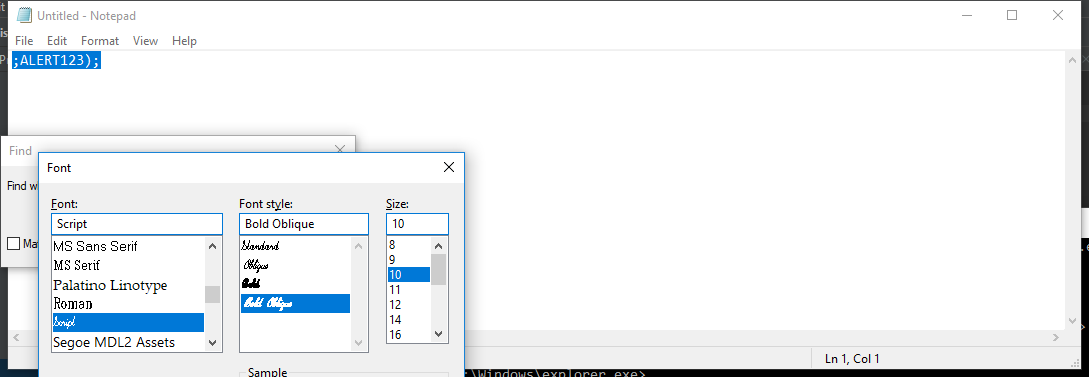 Untitled - Notepad
File Edit Format View Help
;ALERT123);
Find
Find w
Ma
Font
Font: Font style: Size:
Script Bold Oblique 10
MS Sans Serif
MS Serif
Palatino Linotype
Roman
Script
Segoe MDL2 Assets
Standard
Oblique
Bold
Bold Oblique
8
9
10
11
12
14
16
Sample
Ln 1, Col 1
:\Windows\explorer.exe>